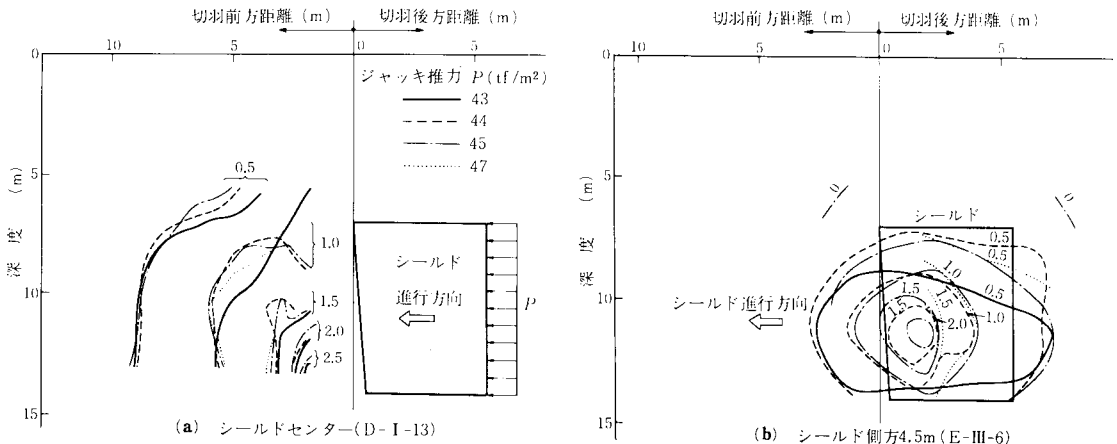 切羽前方距離 (m) 切羽後方距離 (m)
10 5 0 5
0
5
10
15
深度 (m)
ジャッキ推力 P(tf/m²)
43
44
45
47
0.5
1.0
1.5
2.0
2.5
シールド
進行方向
P
(a) シールドセンター(D-I-13)
切羽前方距離 (m) 切羽後方距離 (m)
10 5 0 5
0
5
10
15
深度 (m)
0 0
シールド
0.5
0.5
0.5
1.0
1.0
1.5
1.5
1.5
2.0
シールド進行方向
(b) シールド側方4.5m(E-III-6)